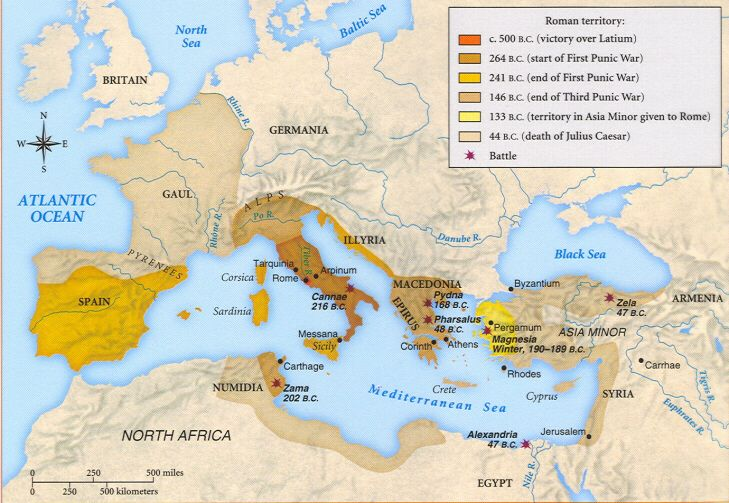 Roman territory:
c. 500 B.C. (victory over Latium)
264 B.C. (start of First Punic War)
241 B.C. (end of First Punic War)
146 B.C. (end of Third Punic War)
133 B.C. (territory in Asia Minor given to Rome)
44 B.C. (death of Julius Caesar)
Battle
North
Sea
Baltic Sea
BRITAIN
Rhine R.
GERMANIA
N
W
E
S
ATLANTIC
OCEAN
GAUL
ALPS
Po R.
Rhône R.
ILLYRIA
Danube R.
Black Sea
PYRENEES
Tarquinia
Tiber R.
Arpinum
Rome
Corsica
Cannae
216 B.C.
MACEDONIA
Byzantium
Pydna
168 B.C.
EPIRUS
Zela
47 B.C.
ARMENIA
SPAIN
Sardinia
Pharsalus
48 B.C.
Pergamum
ASIA MINOR
Magnesia
Winter, 190–189 B.C.
Messana
Sicily
Corinth
Athens
Carthage
Rhodes
Carrhae
NUMIDIA
Zama
202 B.C.
Crete
Cyprus
SYRIA
Tigris R.
Euphrates R.
Mediterranean Sea
NORTH AFRICA
Alexandria
47 B.C.
Jerusalem
Nile R.
EGYPT
0 250 500 miles
0 250 500 kilometers